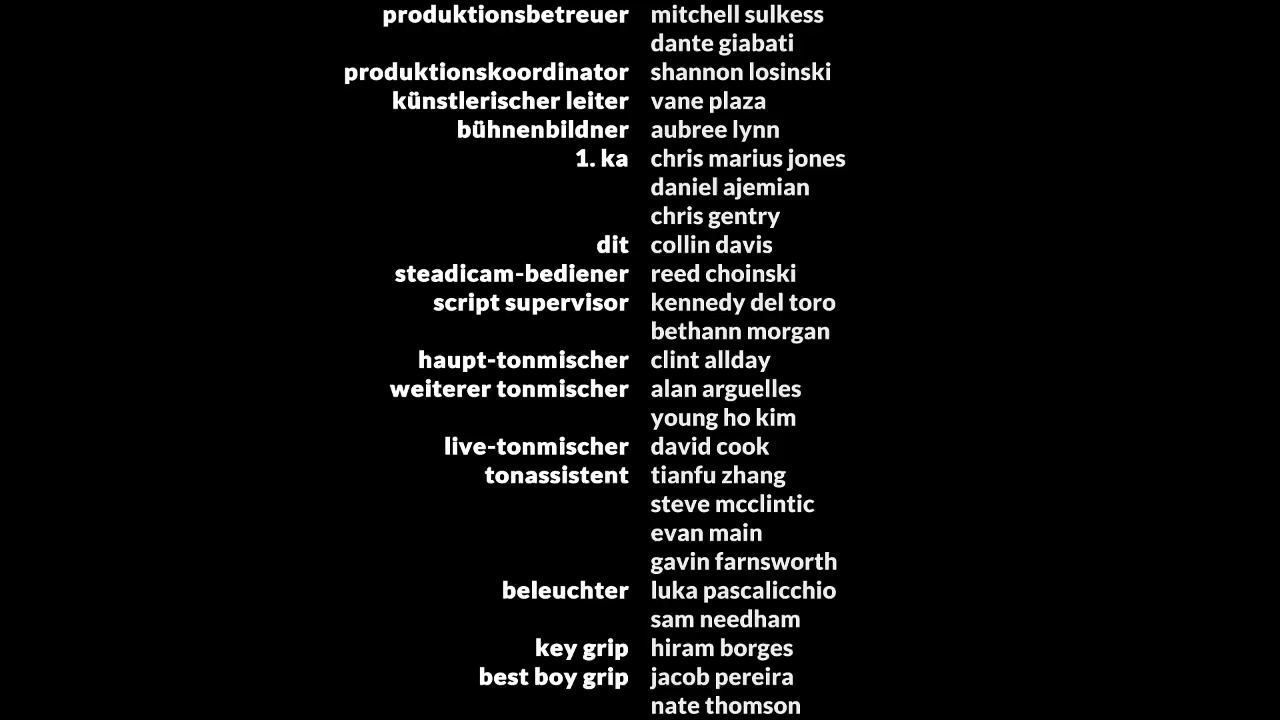 produktionsbetreuer mitchell sulkess
dante giabati
produktionskoordinator shannon losinski
künstlerischer leiter vane plaza
bühnenbildner aubree lynn
1. ka chris marius jones
daniel ajemian
chris gentry
dit collin davis
steadicam-bediener reed choinski
script supervisor kennedy del toro
bethann morgan
haupt-tonmischer clint allday
weiterer tonmischer alan arguelles
young ho kim
live-tonmischer david cook
tonassistent tianfu zhang
steve mcclintic
evan main
gavin farnsworth
beleuchter luka pascalicchio
sam needham
key grip hiram borges
best boy grip jacob pereira
nate thomson